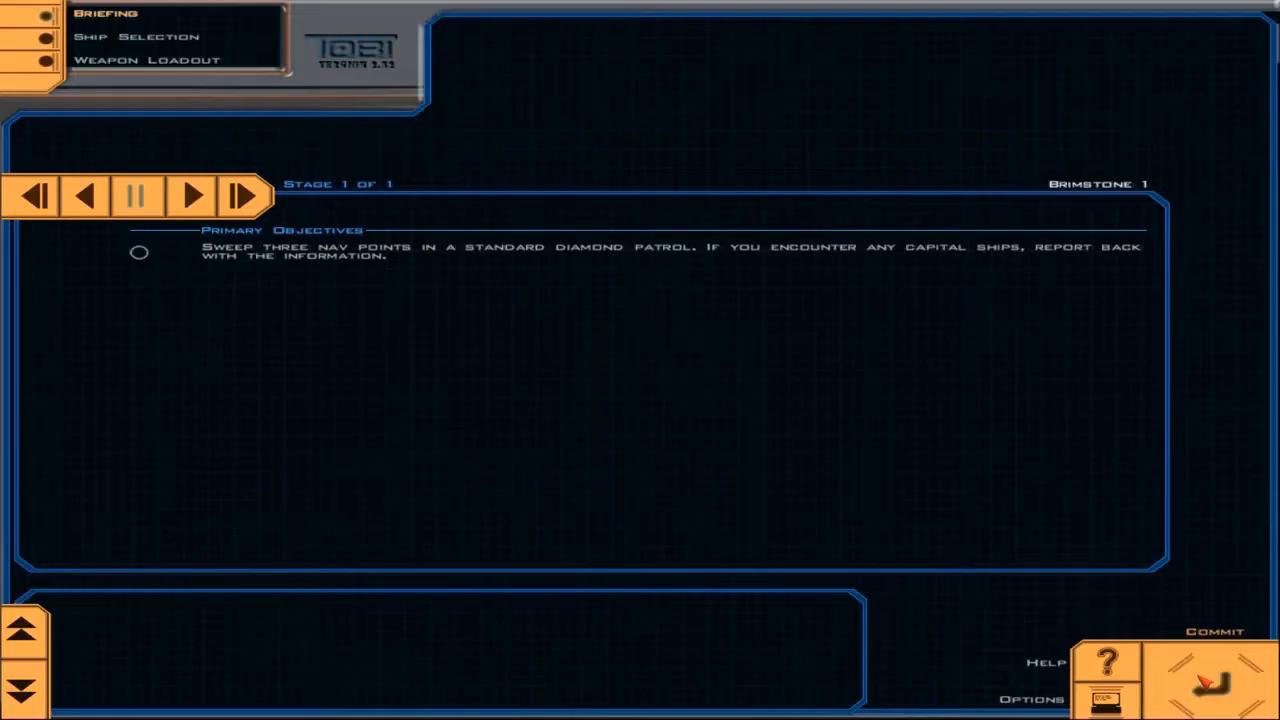 Briefing
Ship Selection
Weapon Loadout
Stage 1 of 1
Brimstone 1
Primary Objectives
Sweep three nav points in a standard diamond patrol. If you encounter any capital ships, report back
with the information.
Commit
Help
?
Options